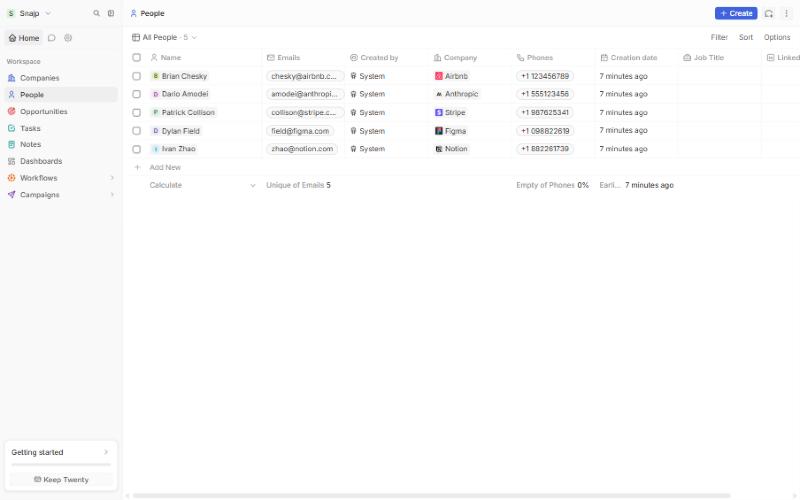 S Snajp
People
Create
Home
All People · 5
Filter Sort Options
Workspace
Companies
People
Opportunities
Tasks
Notes
Dashboards
Workflows
Campaigns
Name Emails Created by Company Phones Creation date Job Title Linked
B Brian Chesky chesky@airbnb.c... System Airbnb +1 123456789 7 minutes ago
D Dario Amodei amodei@anthropi... System Anthropic +1 555123456 7 minutes ago
P Patrick Collison collison@stripe.c... System Stripe +1 987625341 7 minutes ago
D Dylan Field field@figma.com System Figma +1 098822619 7 minutes ago
I Ivan Zhao zhao@notion.com System Notion +1 882261739 7 minutes ago
Add New
Calculate Unique of Emails 5 Empty of Phones 0% Earli... 7 minutes ago
Getting started
Keep Twenty